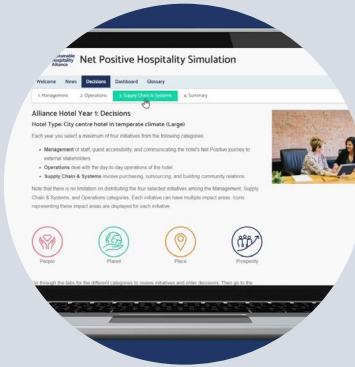 Sustainable
Hospitality
Alliance
Net Positive Hospitality Simulation
Welcome News Decisions Dashboard Glossary
1. Management 2. Operations 3. Supply Chain & Systems 4. Summary
Alliance Hotel Year 1: Decisions
Hotel Type: City centre hotel in temperate climate (Large)
Each year you select a maximum of four initiatives from the following categories:
• Management of staff, guest accessibility, and communicating the hotel's Net Positive journey to
external stakeholders
• Operations deal with the day-to-day operations of the hotel.
• Supply Chain & Systems involve purchasing, outsourcing, and building community relations.
Note that there is no limitation on distributing the four selected initiatives among the Management, Supply
Chain & Systems, and Operations categories. Each initiative can have multiple impact areas. Icons
representing these impact areas are displayed for each initiative.
People Planet Place Prosperity
through the tabs for the different categories to review initiatives and enter decisions. Then go to the